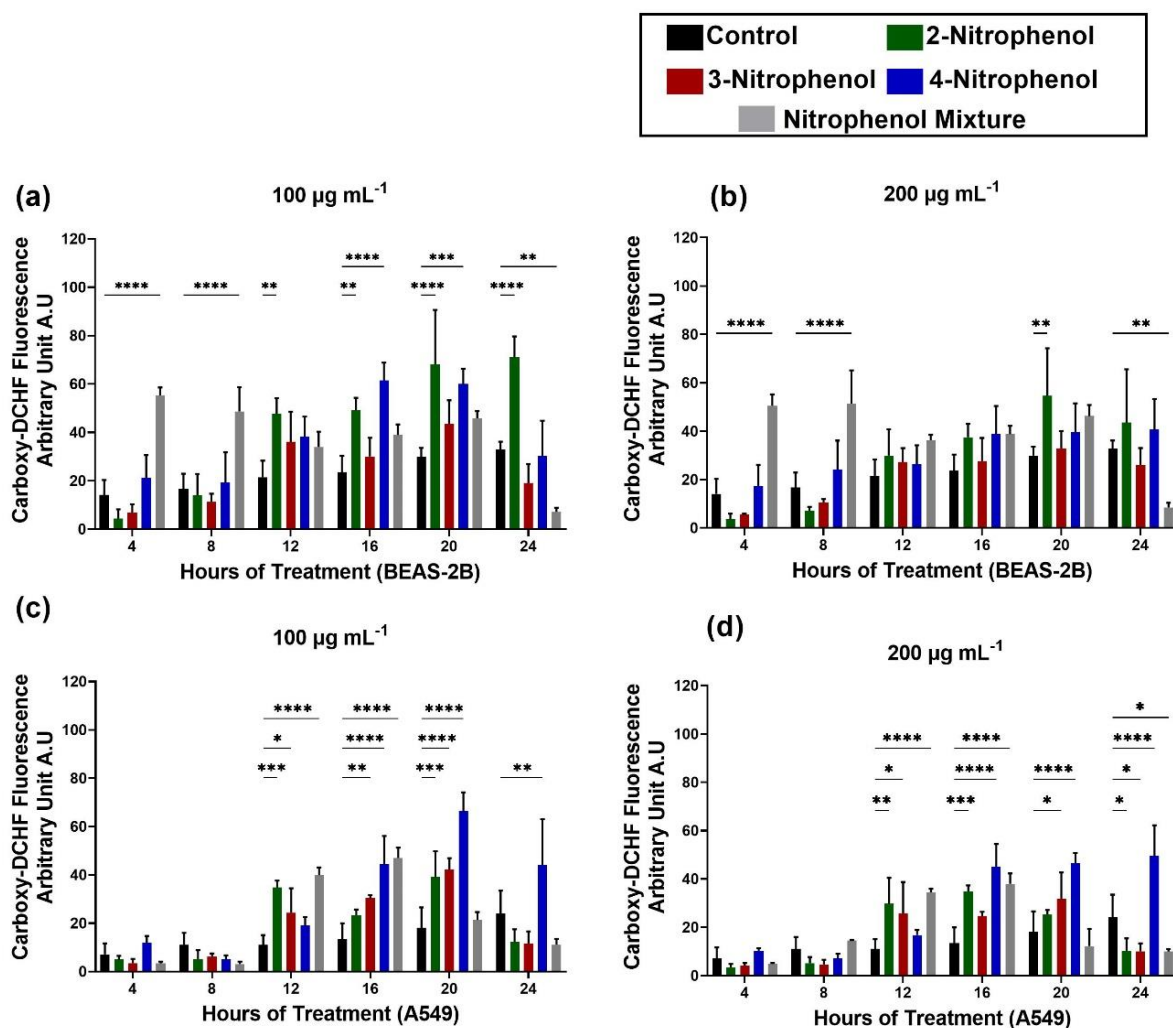 Control
2-Nitrophenol
3-Nitrophenol
4-Nitrophenol
Nitrophenol Mixture
(a)
100 µg mL-1
Carboxy-DCHF Fluorescence
Arbitrary Unit A.U
120
100
80
60
40
20
0
**** **** ** **** ** *** **** ** ****
4 8 12 16 20 24
Hours of Treatment (BEAS-2B)
(b)
200 µg mL-1
Carboxy-DCHF Fluorescence
Arbitrary Unit A.U
120
100
80
60
40
20
0
**** **** ** **
4 8 12 16 20 24
Hours of Treatment (BEAS-2B)
(c)
100 µg mL-1
Carboxy-DCHF Fluorescence
Arbitrary Unit A.U
120
100
80
60
40
20
0
**** **** ****
* **** ****
*** ** *** **
4 8 12 16 20 24
Hours of Treatment (A549)
(d)
200 µg mL-1
Carboxy-DCHF Fluorescence
Arbitrary Unit A.U
120
100
80
60
40
20
0
*
**** **** ****
* **** **** *
** *** * *
4 8 12 16 20 24
Hours of Treatment (A549)